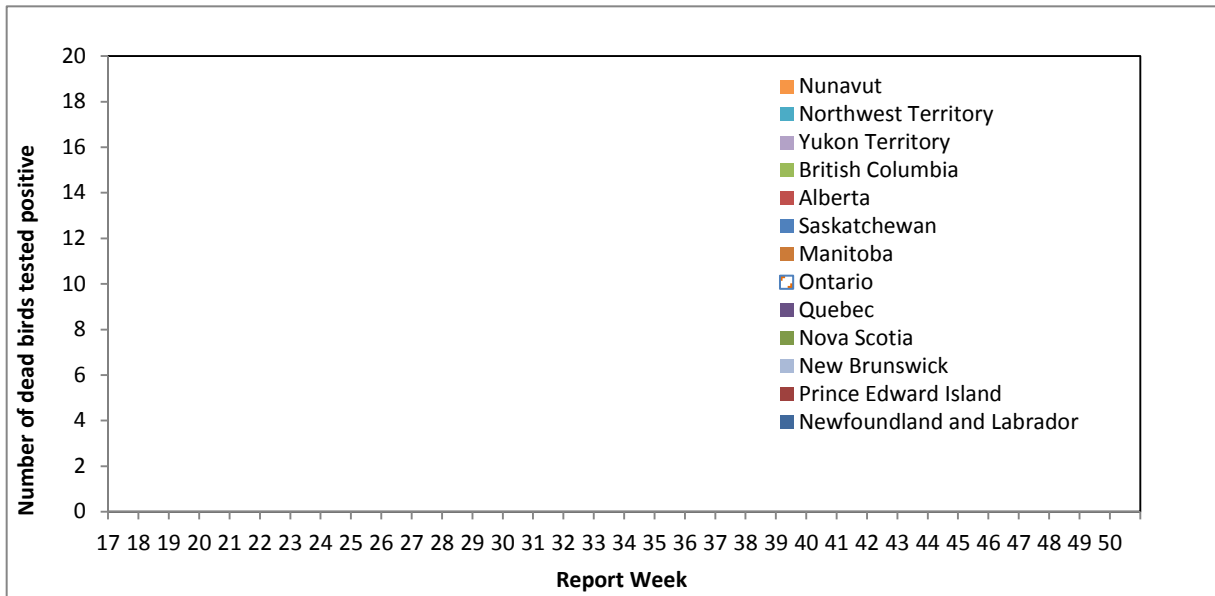 Number of dead birds tested positive
20
18
16
14
12
10
8
6
4
2
0
Nunavut
Northwest Territory
Yukon Territory
British Columbia
Alberta
Saskatchewan
Manitoba
Ontario
Quebec
Nova Scotia
New Brunswick
Prince Edward Island
Newfoundland and Labrador
17 18 19 20 21 22 23 24 25 26 27 28 29 30 31 32 33 34 35 36 37 38 39 40 41 42 43 44 45 46 47 48 49 50
Report Week